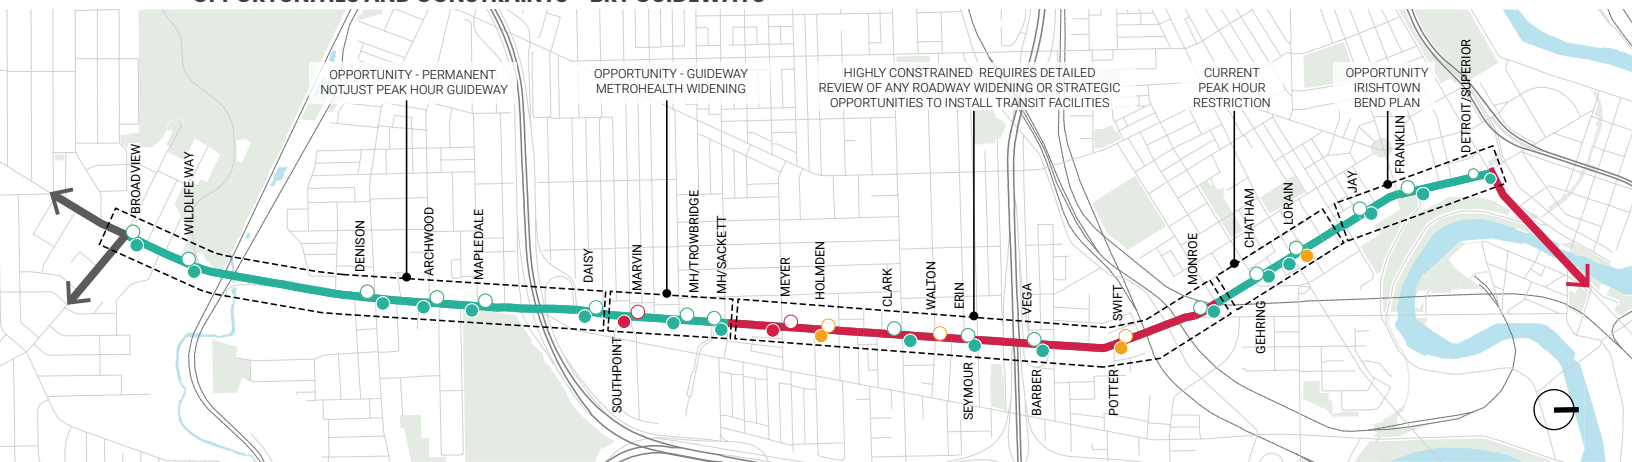 OPPORTUNITIES AND CONSTRAINTS - BRT GUIDEWAYS
OPPORTUNITY - PERMANENT
NOTJUST PEAK HOUR GUIDEWAY
OPPORTUNITY - GUIDEWAY
METROHEALTH WIDENING
HIGHLY CONSTRAINED REQUIRES DETAILED
REVIEW OF ANY ROADWAY WIDENING OR STRATEGIC
OPPORTUNITIES TO INSTALL TRANSIT FACILITIES
CURRENT
PEAK HOUR
RESTRICTION
OPPORTUNITY
IRISHTOWN
BEND PLAN
BROADVIEW
WILDLIFE WAY
DENISON
ARCHWOOD
MAPLEDALE
DAISY
SOUTHPOINT
MARVIN
MH/TROWBRIDGE
MH/SACKETT
MEYER
HOLMDEN
CLARK
WALTON
ERIN
SEYMOUR
VEGA
BARBER
SWIFT
POTTER
MONROE
CHATHAM
GEHRING
LORAIN
JAY
FRANKLIN
DETROIT/SUPERIOR